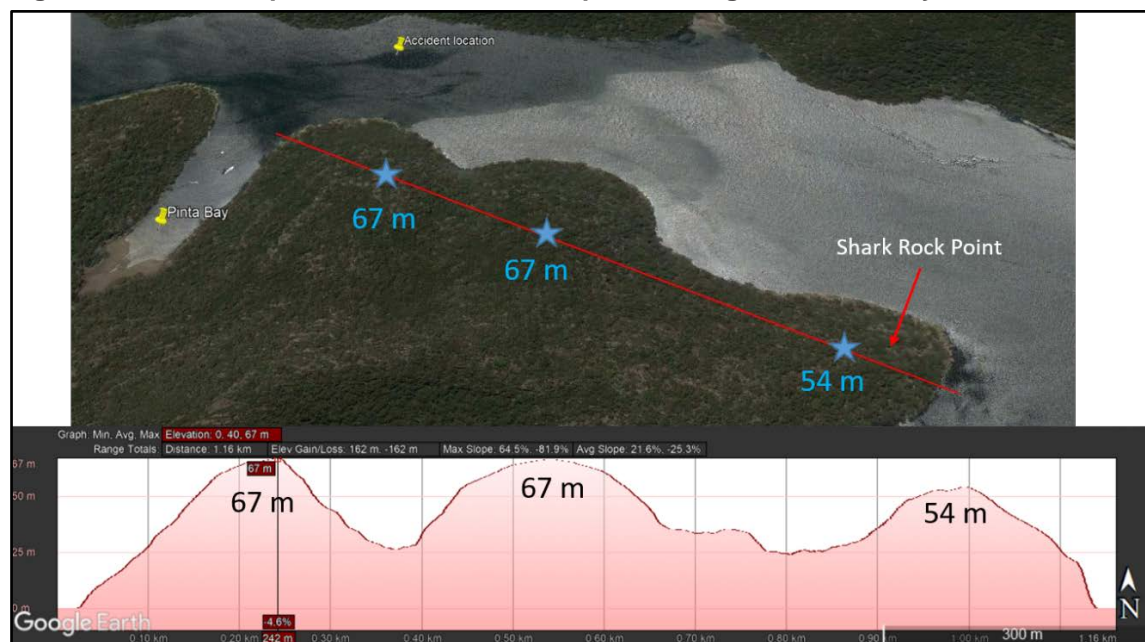 Accident location
Pinta Bay
67 m
67 m
Shark Rock Point
54 m
Graph: Min, Avg, Max Elevation: 0, 40, 67 m
Range Totals: Distance: 1.16 km Elev Gain/Loss: 162 m, -162 m Max Slope: 64.5%, -81.9% Avg Slope: 21.6%, -25.3%
67 m
67 m
67 m
67 m
54 m
50 m
25 m
0 m
Google Earth
-4.6%
N
0.10 km 0.20 km 242 m 0.30 km 0.40 km 0.50 km 0.60 km 0.70 km 0.80 km 0.90 km 1.00 km 1.16 km
300 m